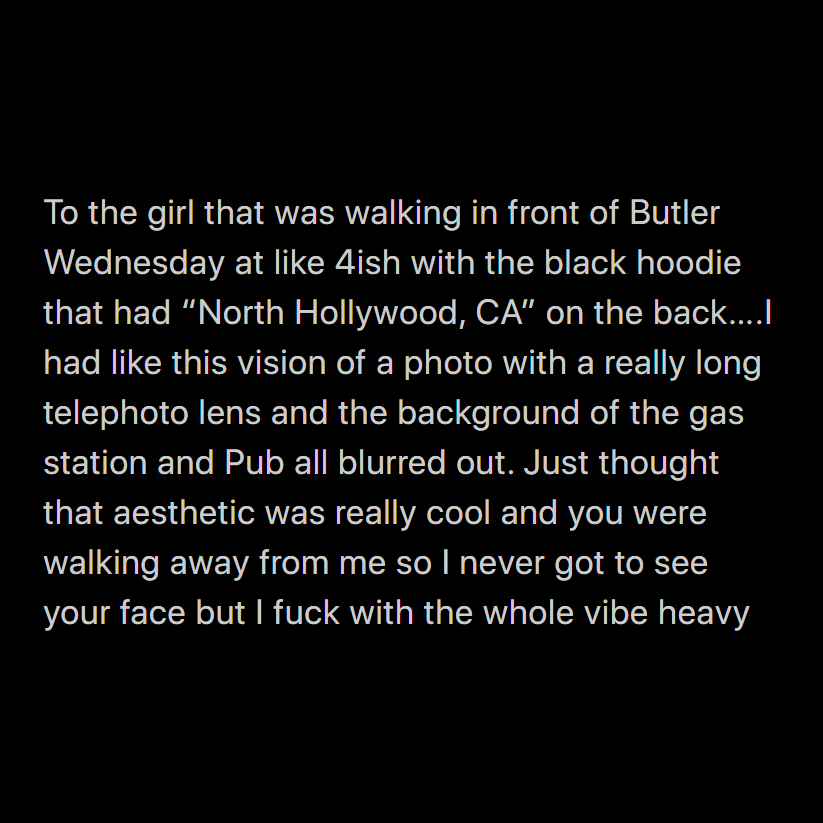 To the girl that was walking in front of Butler
Wednesday at like 4ish with the black hoodie
that had “North Hollywood, CA” on the back....I
had like this vision of a photo with a really long
telephoto lens and the background of the gas
station and Pub all blurred out. Just thought
that aesthetic was really cool and you were
walking away from me so I never got to see
your face but I fuck with the whole vibe heavy